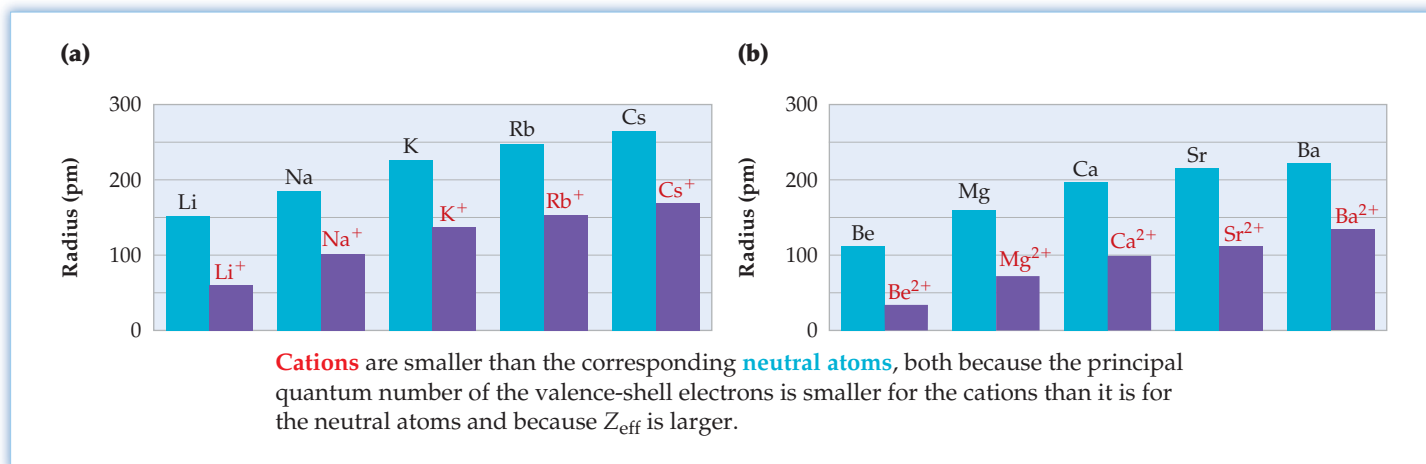 (a)
300
200
100
0
Radius (pm)
Li
Li⁺
Na
Na⁺
K
K⁺
Rb
Rb⁺
Cs
Cs⁺
(b)
300
200
100
0
Radius (pm)
Be
Be²⁺
Mg
Mg²⁺
Ca
Ca²⁺
Sr
Sr²⁺
Ba
Ba²⁺
Cations are smaller than the corresponding neutral atoms, both because the principal
quantum number of the valence-shell electrons is smaller for the cations than it is for
the neutral atoms and because Zeff is larger.